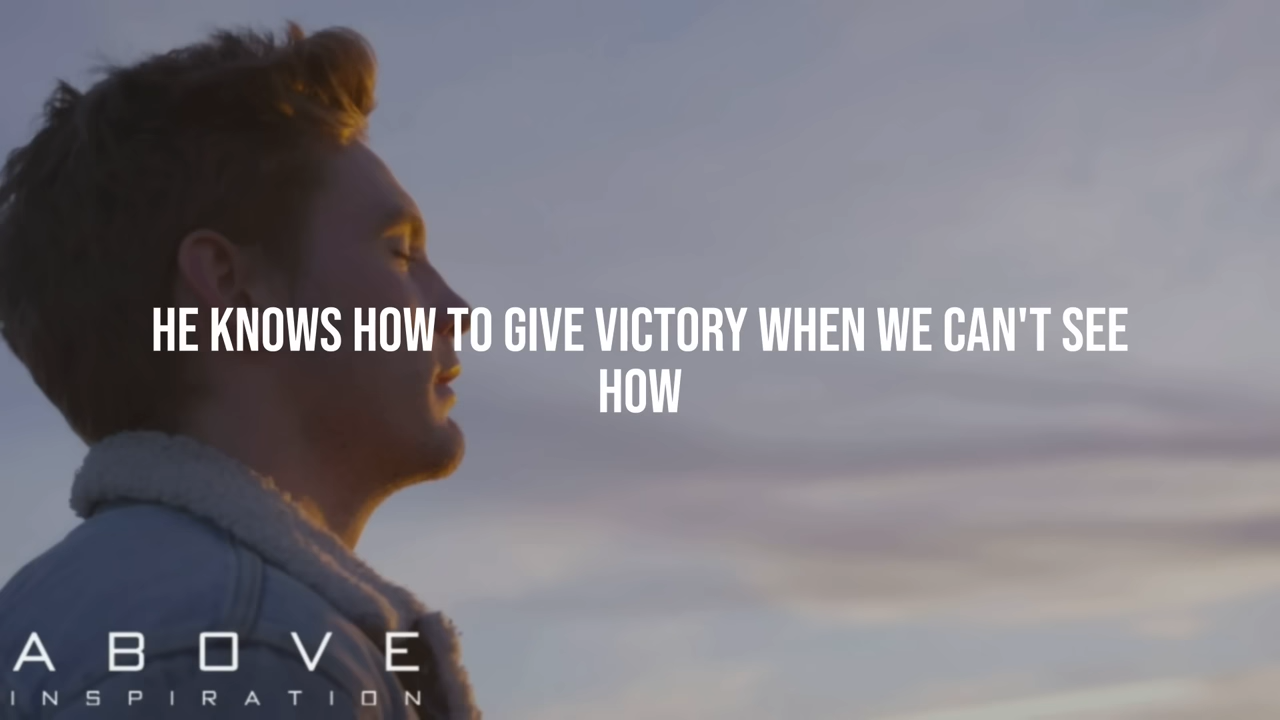 HE KNOWS HOW TO GIVE VICTORY WHEN WE CAN'T SEE
HOW
ABOVE
INSPIRATION